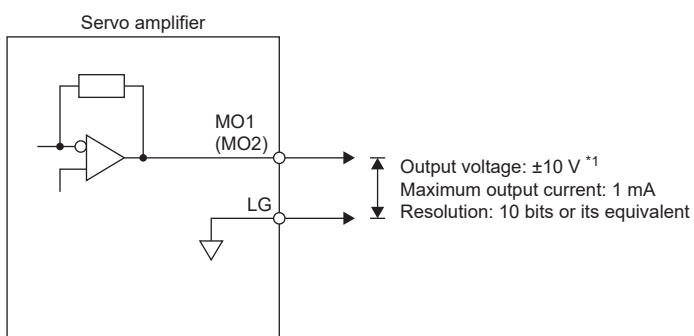 Servo amplifier
MO1
(MO2)
Output voltage: ±10 V *1
Maximum output current: 1 mA
LG
Resolution: 10 bits or its equivalent